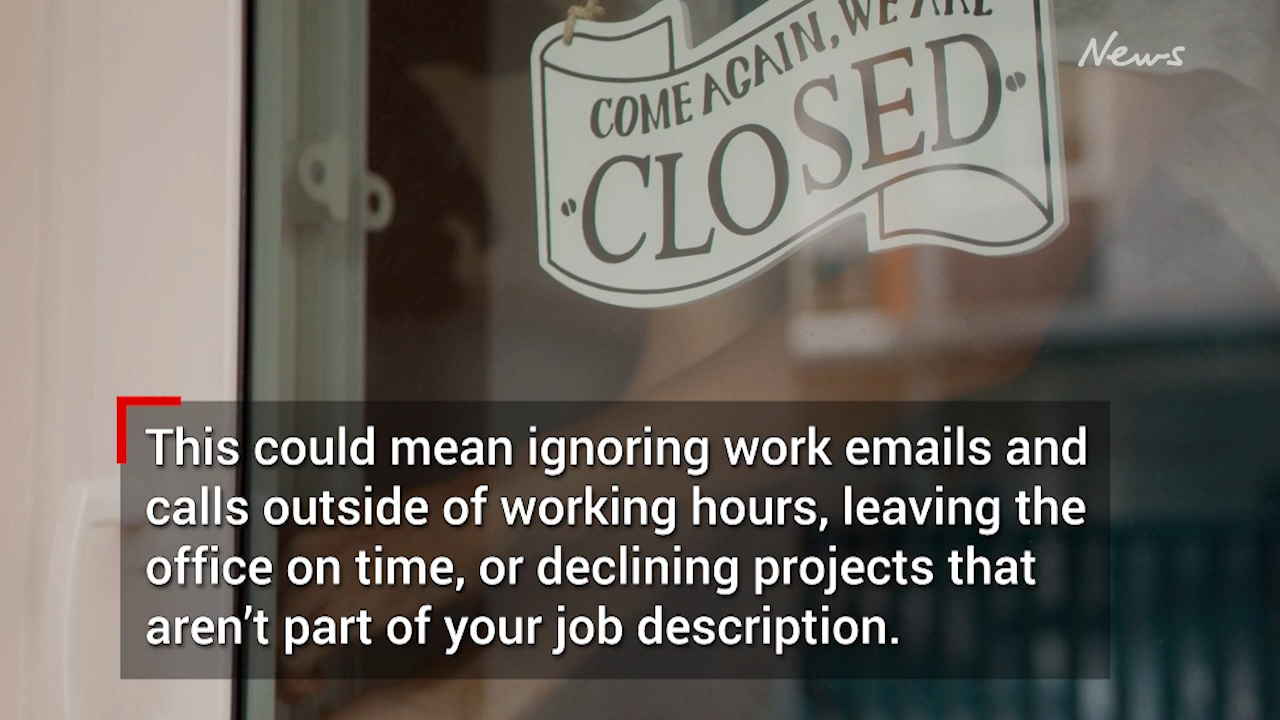 COME AGAIN, WE ARE
CLOSED
News
This could mean ignoring work emails and
calls outside of working hours, leaving the
office on time, or declining projects that
aren’t part of your job description.